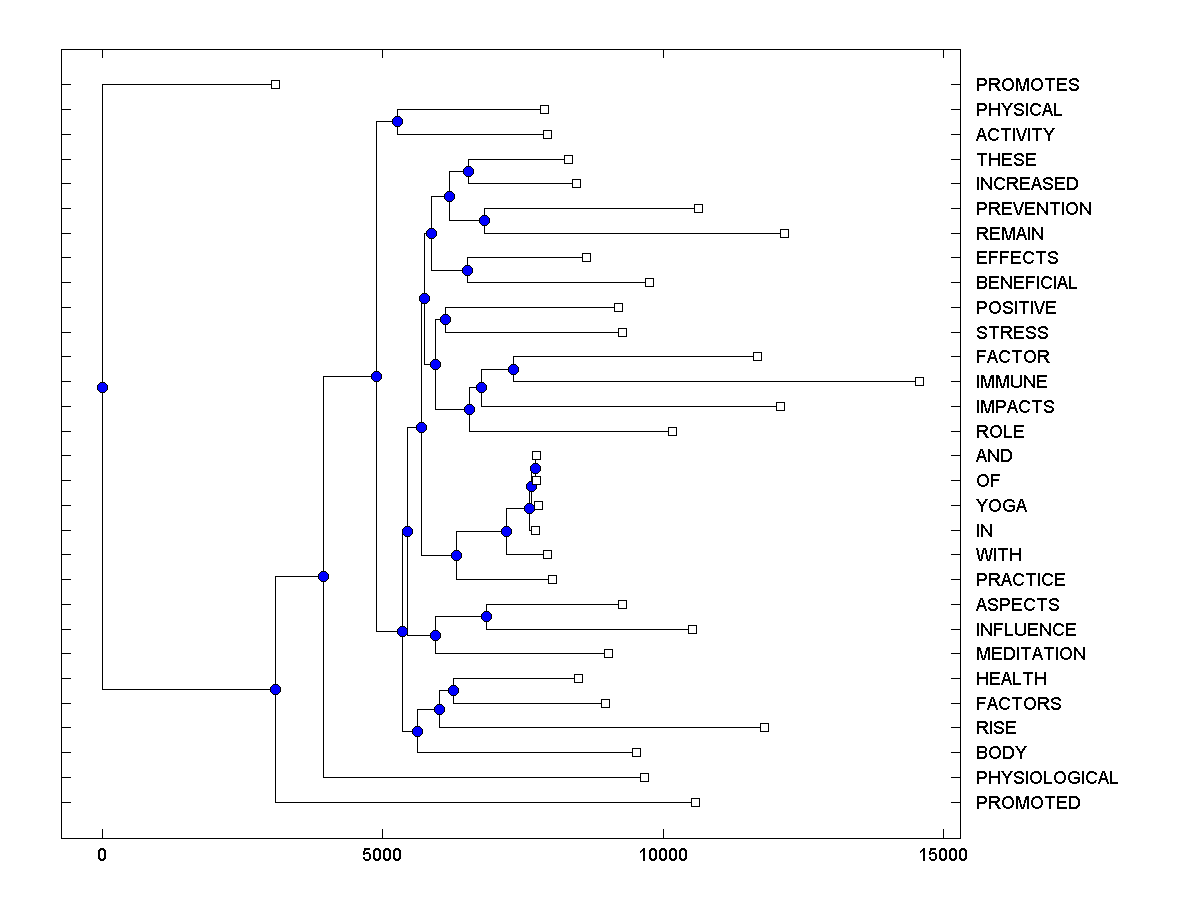 PROMOTES
PHYSICAL
ACTIVITY
THESE
INCREASED
PREVENTION
REMAIN
EFFECTS
BENEFICIAL
POSITIVE
STRESS
FACTOR
IMMUNE
IMPACTS
ROLE
AND
OF
YOGA
IN
WITH
PRACTICE
ASPECTS
INFLUENCE
MEDITATION
HEALTH
FACTORS
RISE
BODY
PHYSIOLOGICAL
PROMOTED
0 5000 10000 15000